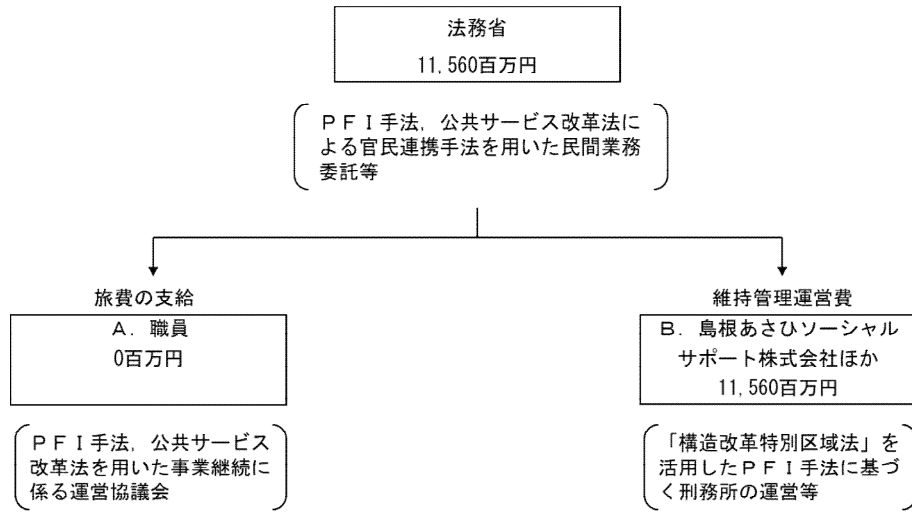 法務省
11,560百万円
ＰＦＩ手法，公共サービス改革法に
よる官民連携手法を用いた民間業務
委託等
旅費の支給
Ａ．職員
0百万円
ＰＦＩ手法，公共サービス
改革法を用いた事業継続に
係る運営協議会
維持管理運営費
Ｂ．島根あさひソーシャル
サポート株式会社ほか
11,560百万円
「構造改革特別区域法」を
活用したＰＦＩ手法に基づ
く刑務所の運営等